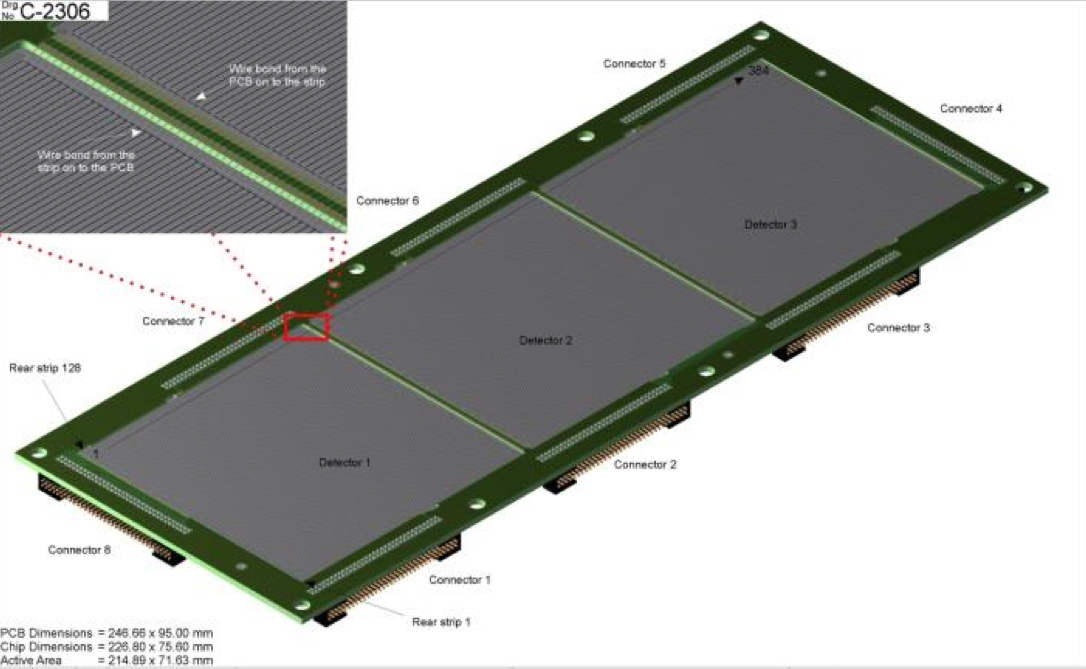 Drg
No C-2306
Wire bond from the
PCB on to the strip
Wire bond from the
strip on to the PCB
Connector 5
384
Connector 4
Connector 6
Detector 3
Connector 7
Connector 3
Detector 2
Rear strip 128
1
Detector 1
Connector 2
Connector 8
Connector 1
Rear strip 1
PCB Dimensions = 246.66 x 95.00 mm
Chip Dimensions = 226.80 x 75.60 mm
Active Area = 214.89 x 71.63 mm